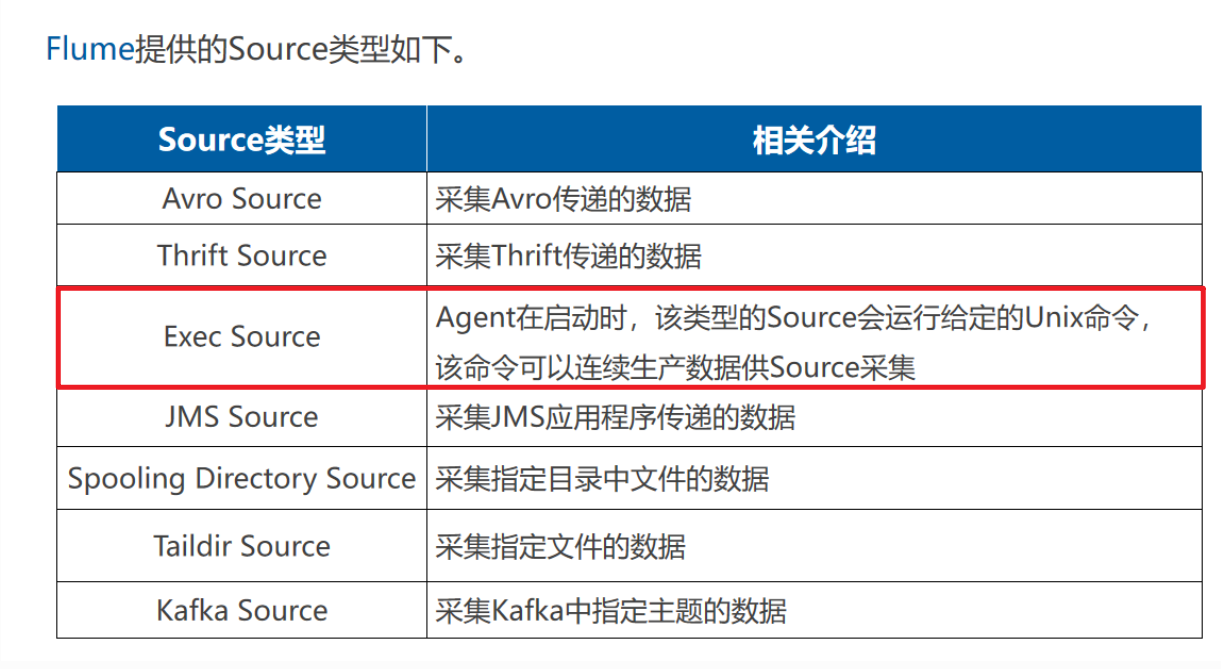 Flume提供的Source类型如下。
Source类型 相关介绍
Avro Source 采集Avro传递的数据
Thrift Source 采集Thrift传递的数据
Exec Source Agent在启动时，该类型的Source会运行给定的Unix命令，
该命令可以连续生产数据供Source采集
JMS Source 采集JMS应用程序传递的数据
Spooling Directory Source 采集指定目录中文件的数据
Taildir Source 采集指定文件的数据
Kafka Source 采集Kafka中指定主题的数据